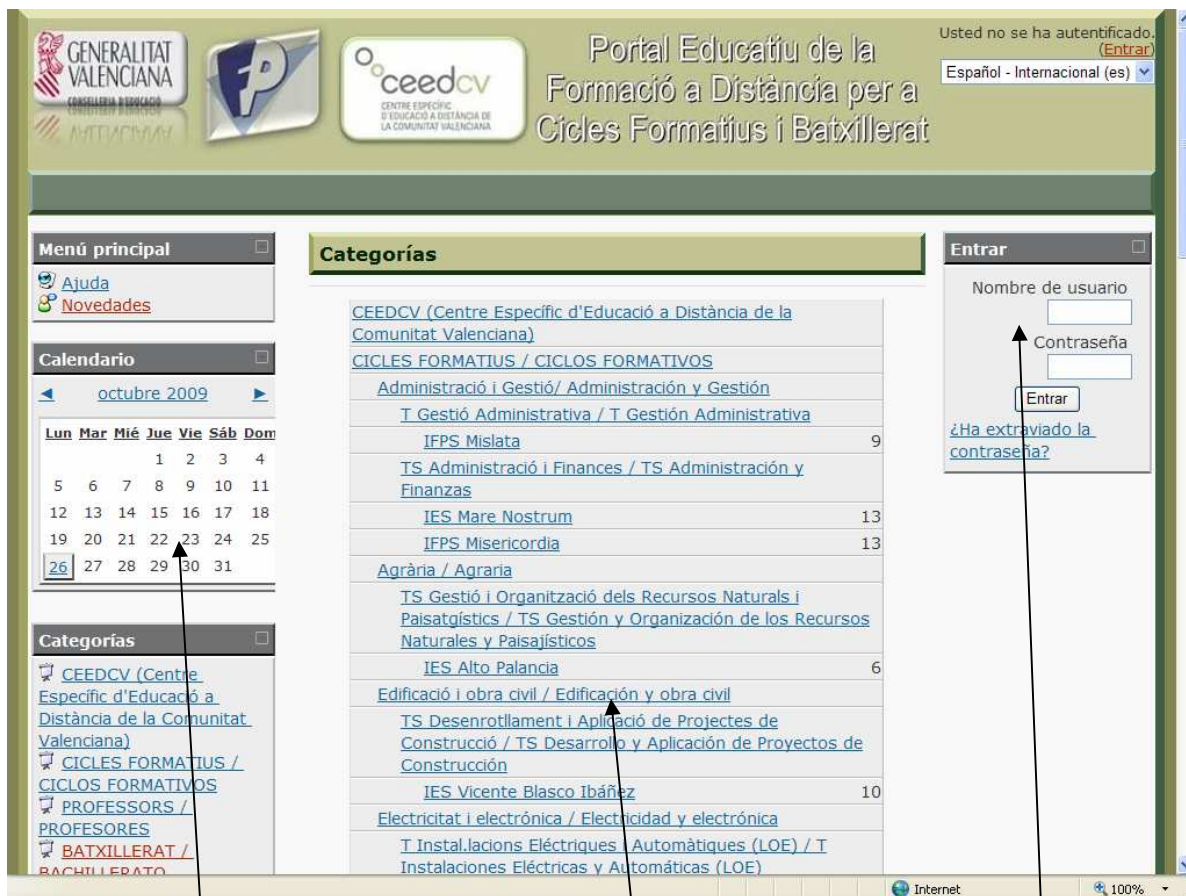 GENERALITAT
VALENCIANA
CONSELLERIA D'EDUCACIÓ
FP
ceedcv
CENTRE ESPECÍFIC
D'EDUCACIÓ A DISTÀNCIA DE
LA COMUNITAT VALENCIANA
Portal Educatiu de la
Formació a Distància per a
Cicles Formatius i Batxillerat
Usted no se ha autentificado.
(Entrar)
Español - Internacional (es)
Menú principal
Ajuda
Novedades
Calendario
◄ octubre 2009 ►
Lun Mar Mié Jue Vie Sáb Dom
1 2 3 4
5 6 7 8 9 10 11
12 13 14 15 16 17 18
19 20 21 22 23 24 25
26 27 28 29 30 31
Categorías
CEEDCV (Centre
Específic d'Educació a
Distància de la Comunitat
Valenciana)
CICLES FORMATIUS /
CICLOS FORMATIVOS
PROFESSORS /
PROFESORES
BATXILLERAT /
BACHILLERATO
Categorías
CEEDCV (Centre Específic d'Educació a Distància de la
Comunitat Valenciana)
CICLES FORMATIUS / CICLOS FORMATIVOS
Administració i Gestió/ Administración y Gestión
T Gestió Administrativa / T Gestión Administrativa
IFPS Mislata 9
TS Administració i Finances / TS Administración y
Finanzas
IES Mare Nostrum 13
IFPS Misericordia 13
Agrària / Agraria
TS Gestió i Organització dels Recursos Naturals i
Paisatgístics / TS Gestión y Organización de los Recursos
Naturales y Paisajísticos
IES Alto Palancia 6
Edificació i obra civil / Edificación y obra civil
TS Desenrotllament i Aplicació de Projectes de
Construcció / TS Desarrollo y Aplicación de Proyectos de
Construcción
IES Vicente Blasco Ibáñez 10
Electricitat i electrónica / Electricidad y electrónica
T Instal.lacions Eléctriques i Automàtiques (LOE) / T
Instalaciones Eléctricas y Automáticas (LOE)
Entrar
Nombre de usuario
Contraseña
Entrar
¿Ha extraviado la
contraseña?
Internet
100%